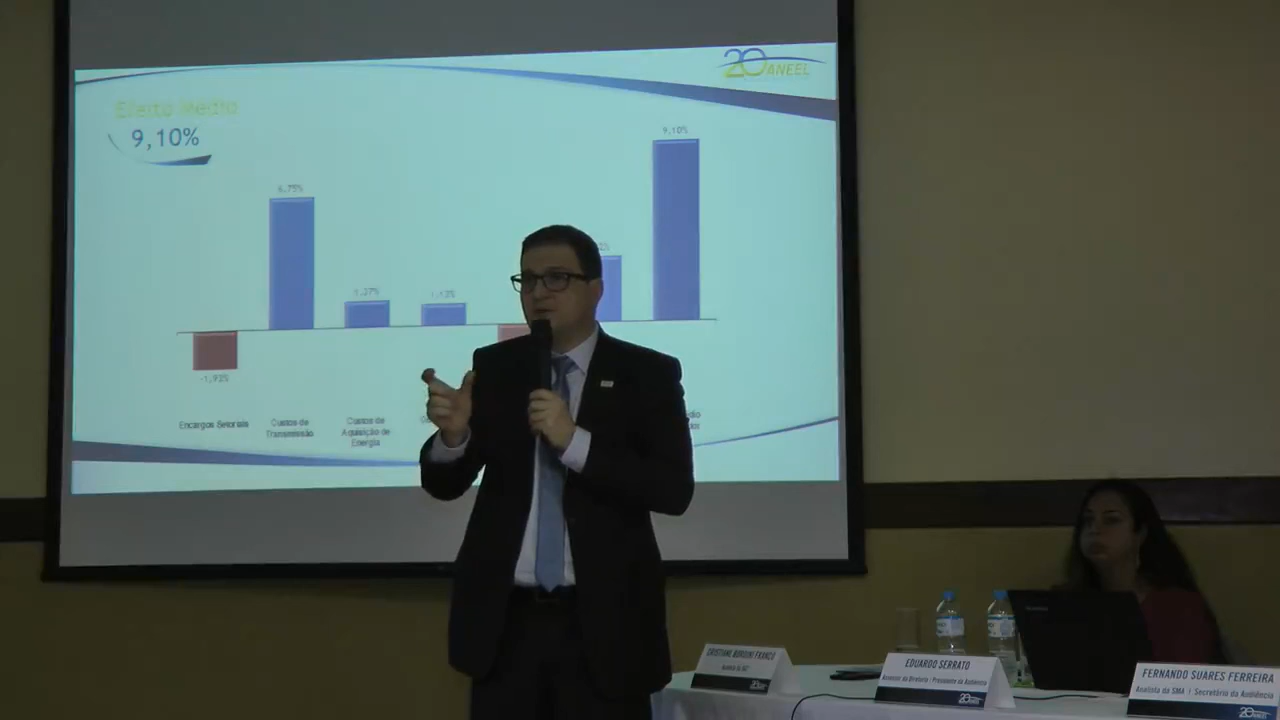 20 ANEEL
Efeito Médio
9,10%
9,10%
6,75%
1,27%
1,13%
-1,93%
Encargos Setoriais
Custos de
Transmissão
Custos de
Aquisição de
Energia
CRISTIANE BORDINI FRANCO
EDUARDO SERRATO
Assessor da Diretoria | Presidente da Audiência
20
FERNANDO SUARES FERREIRA
Analista da SMA | Secretário da Audiência
20